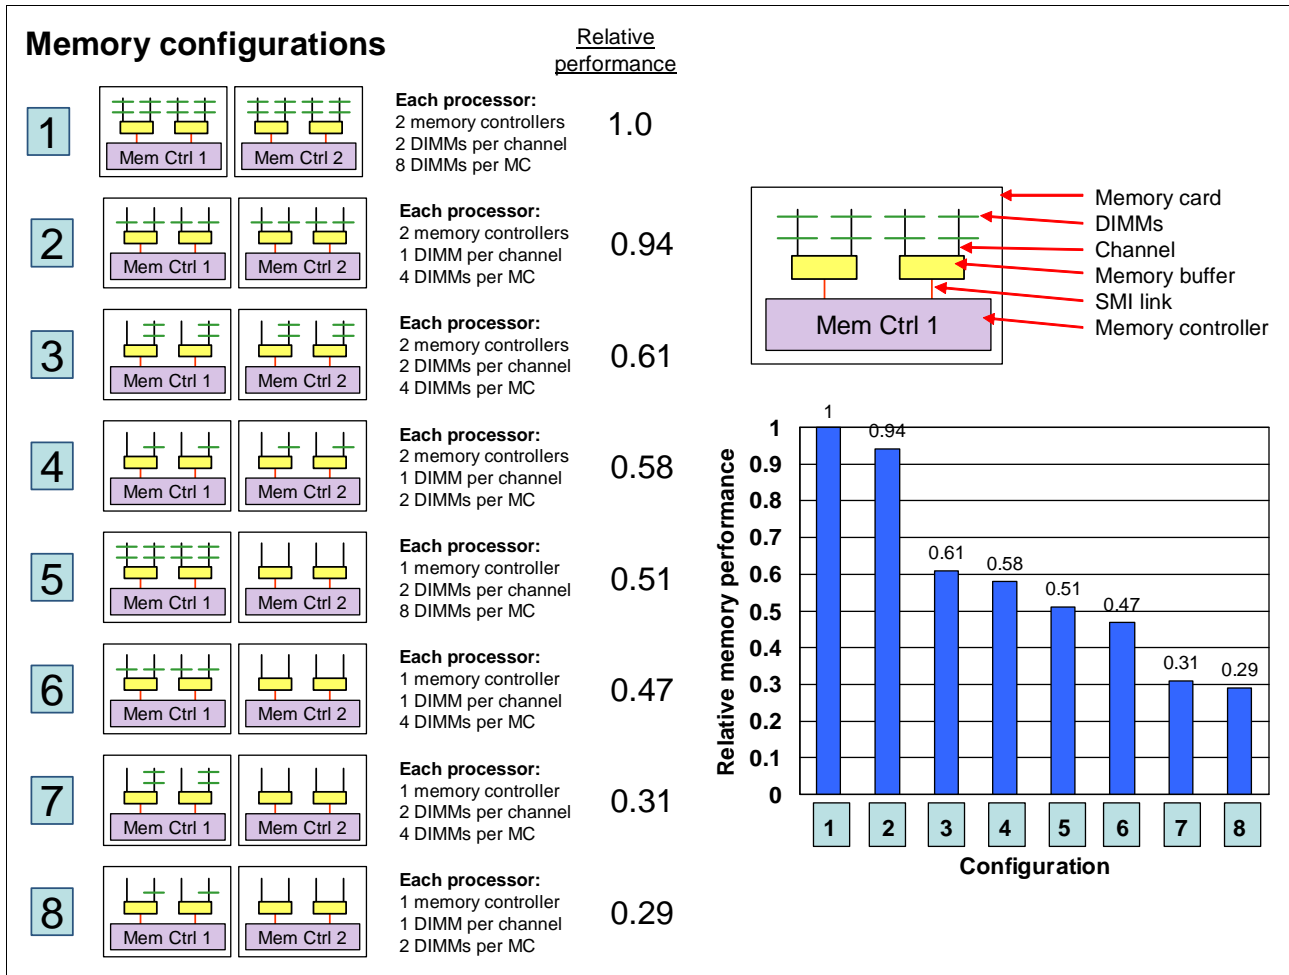 Memory configurations
Relative
performance
1
Mem Ctrl 1
Mem Ctrl 2
Each processor:
2 memory controllers
2 DIMMs per channel
8 DIMMs per MC
1.0
2
Mem Ctrl 1
Mem Ctrl 2
Each processor:
2 memory controllers
1 DIMM per channel
4 DIMMs per MC
0.94
3
Mem Ctrl 1
Mem Ctrl 2
Each processor:
2 memory controllers
2 DIMMs per channel
4 DIMMs per MC
0.61
4
Mem Ctrl 1
Mem Ctrl 2
Each processor:
2 memory controllers
1 DIMM per channel
2 DIMMs per MC
0.58
5
Mem Ctrl 1
Mem Ctrl 2
Each processor:
1 memory controller
2 DIMMs per channel
8 DIMMs per MC
0.51
6
Mem Ctrl 1
Mem Ctrl 2
Each processor:
1 memory controller
1 DIMM per channel
4 DIMMs per MC
0.47
7
Mem Ctrl 1
Mem Ctrl 2
Each processor:
1 memory controller
2 DIMMs per channel
4 DIMMs per MC
0.31
8
Mem Ctrl 1
Mem Ctrl 2
Each processor:
1 memory controller
1 DIMM per channel
2 DIMMs per MC
0.29
Mem Ctrl 1
Memory card
DIMMs
Channel
Memory buffer
SMI link
Memory controller
Relative memory performance
1
0.9
0.8
0.7
0.6
0.5
0.4
0.3
0.2
0.1
0
1
0.94
0.61
0.58
0.51
0.47
0.31
0.29
1
2
3
4
5
6
7
8
Configuration